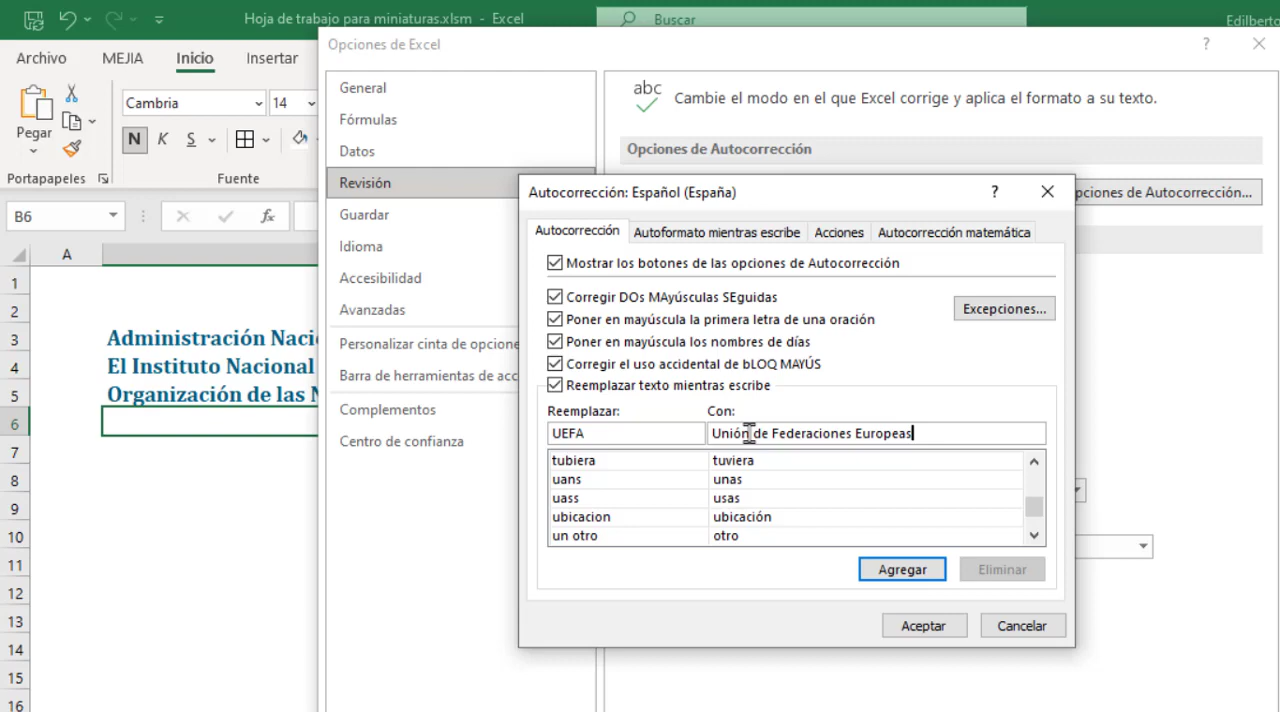 Hoja de trabajo para miniaturas.xlsm - Excel
Buscar
Edilberto
Archivo MEJIA Inicio Insertar
Opciones de Excel
Pegar
Cambria 14
N K S
Portapapeles Fuente
B6 fx
A
1
2
3 Administración Naci
4 El Instituto Nacional
5 Organización de las N
6
7
8
9
10
11
12
13
14
15
16
General
Fórmulas
Datos
Revisión
Guardar
Idioma
Accesibilidad
Avanzadas
Personalizar cinta de opcione
Barra de herramientas de acc
Complementos
Centro de confianza
abc Cambie el modo en el que Excel corrige y aplica el formato a su texto.
Opciones de Autocorrección
pciones de Autocorrección...
Autocorrección: Español (España)
Autocorrección Autoformato mientras escribe Acciones Autocorrección matemática
Mostrar los botones de las opciones de Autocorrección
Corregir DOs MAyúsculas SEguidas
Excepciones...
Poner en mayúscula la primera letra de una oración
Poner en mayúscula los nombres de días
Corregir el uso accidental de bLOQ MAYÚS
Reemplazar texto mientras escribe
Reemplazar: Con:
UEFA Unión de Federaciones Europeas
tubiera tuviera
uans unas
uass usas
ubicacion ubicación
un otro otro
Agregar Eliminar
Aceptar Cancelar